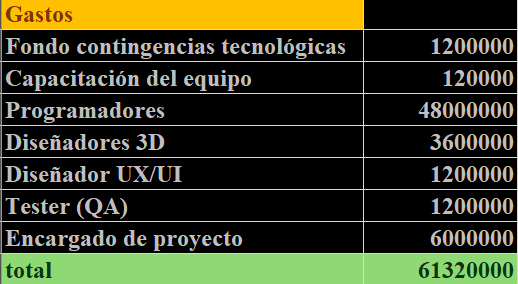 Gastos
Fondo contingencias tecnológicas 1200000
Capacitación del equipo 120000
Programadores 48000000
Diseñadores 3D 3600000
Diseñador UX/UI 1200000
Tester (QA) 1200000
Encargado de proyecto 6000000
total 61320000